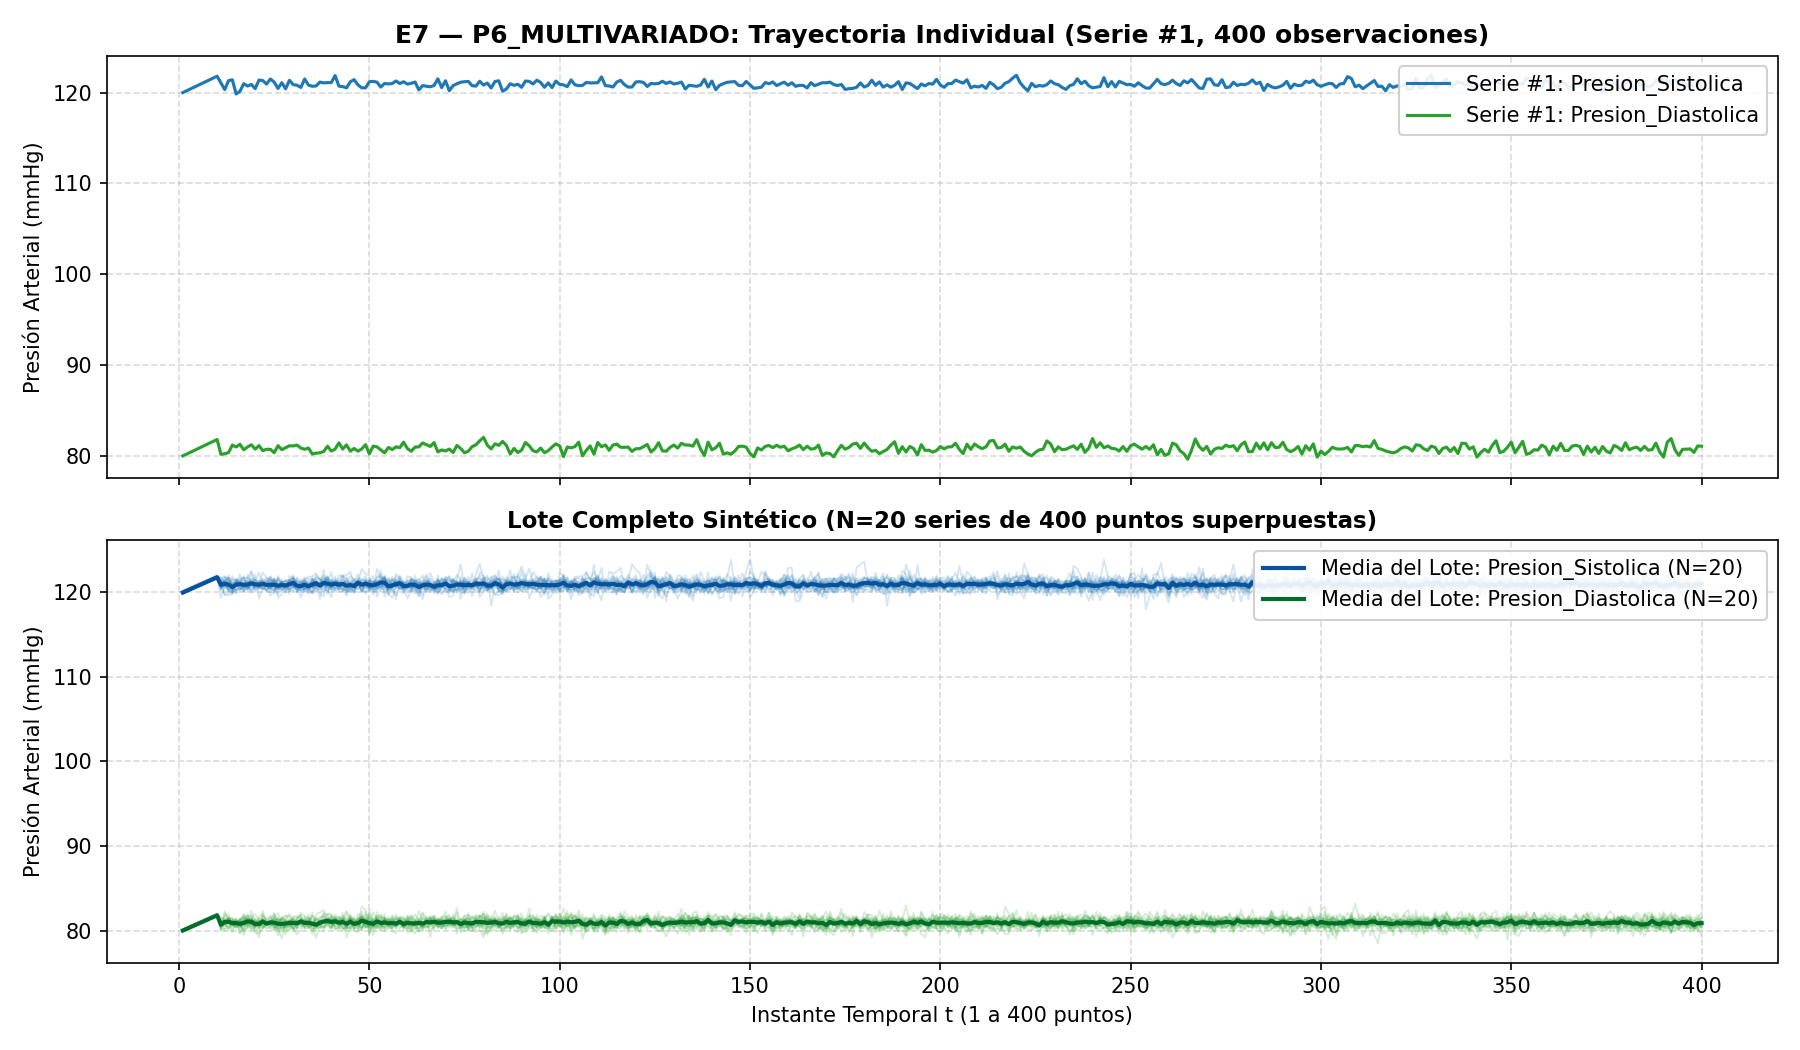 E7 — P6_MULTIVARIADO: Trayectoria Individual (Serie #1, 400 observaciones)
Serie #1: Presion_Sistolica
Serie #1: Presion_Diastolica
Presión Arterial (mmHg)
120
110
100
90
80
Lote Completo Sintético (N=20 series de 400 puntos superpuestas)
Media del Lote: Presion_Sistolica (N=20)
Media del Lote: Presion_Diastolica (N=20)
Presión Arterial (mmHg)
120
110
100
90
80
0 50 100 150 200 250 300 350 400
Instante Temporal t (1 a 400 puntos)